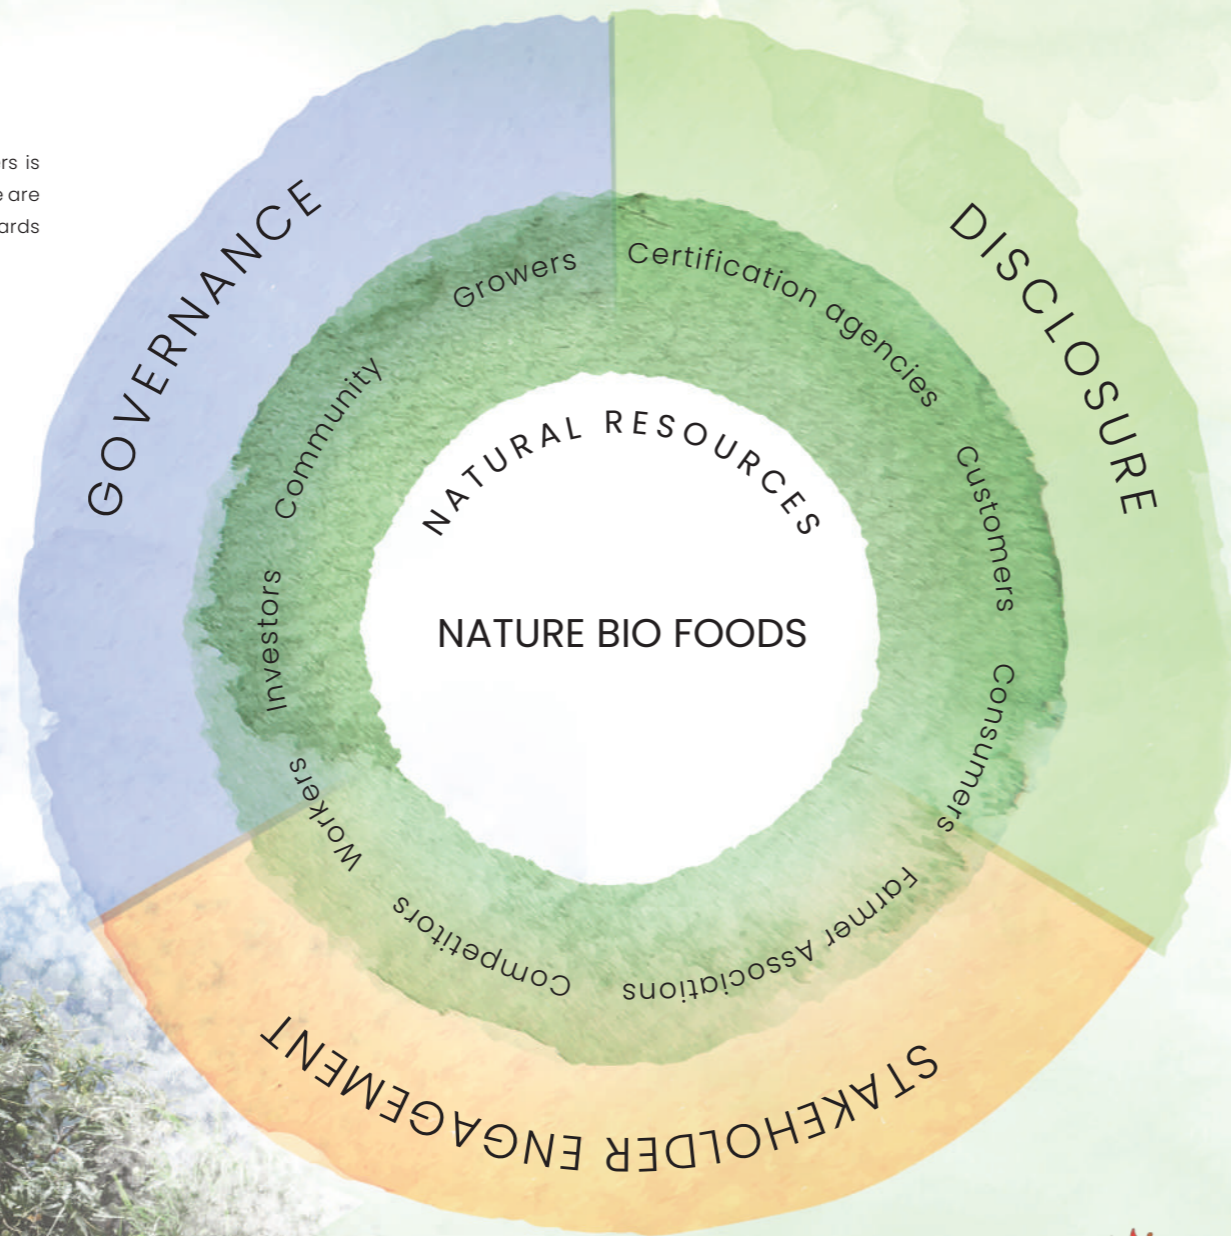 rs is
e are
ards
GOVERNANCE
DISCLOSURE
STAKEHOLDER ENGAGEMENT
Growers
Certification agencies
Customers
Consumers
Farmer Associations
Competitors
Workers
Investors
Community
NATURAL RESOURCES
NATURE BIO FOODS